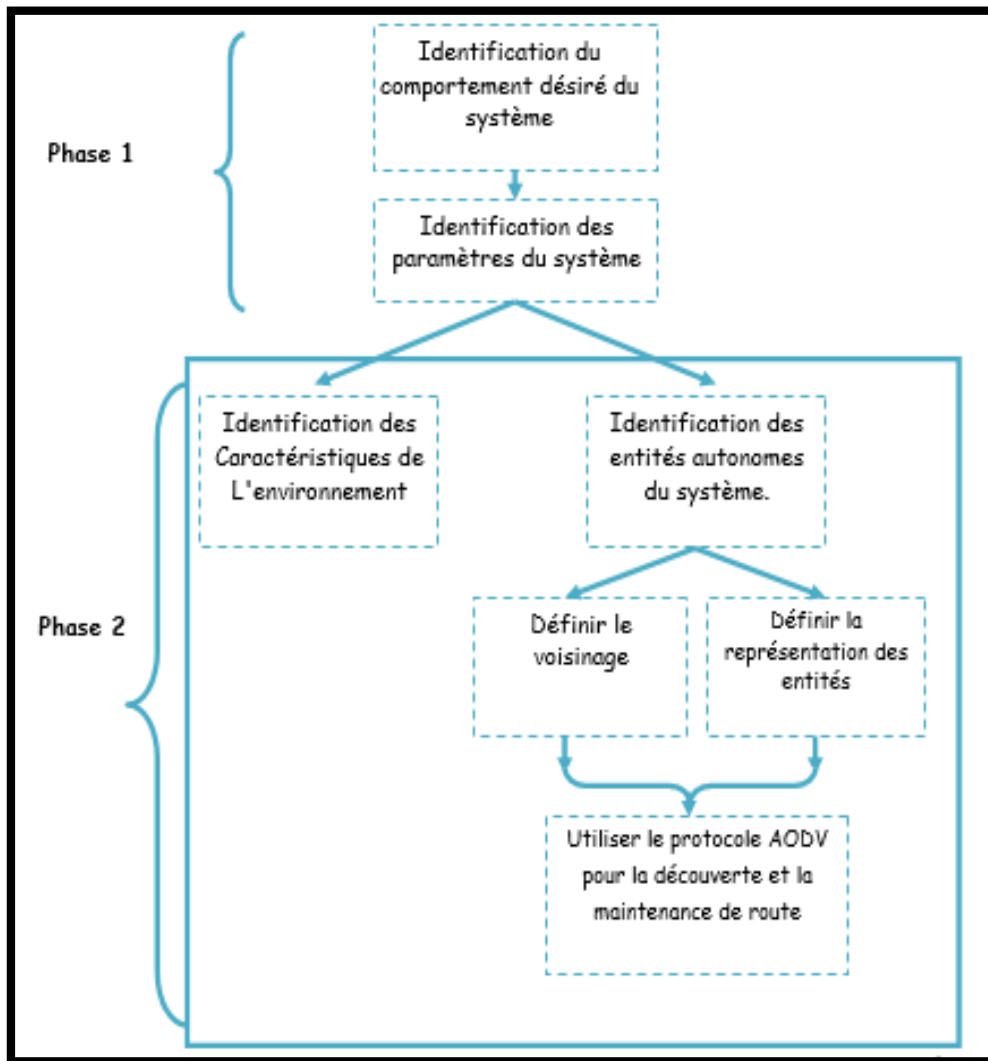 Phase 1
Identification du
comportement désiré du
système
Identification des
paramètres du système
Phase 2
Identification des
Caractéristiques de
L'environnement
Identification des
entités autonomes
du système.
Définir le
voisinage
Définir la
représentation des
entités
Utiliser le protocole AODV
pour la découverte et la
maintenance de route